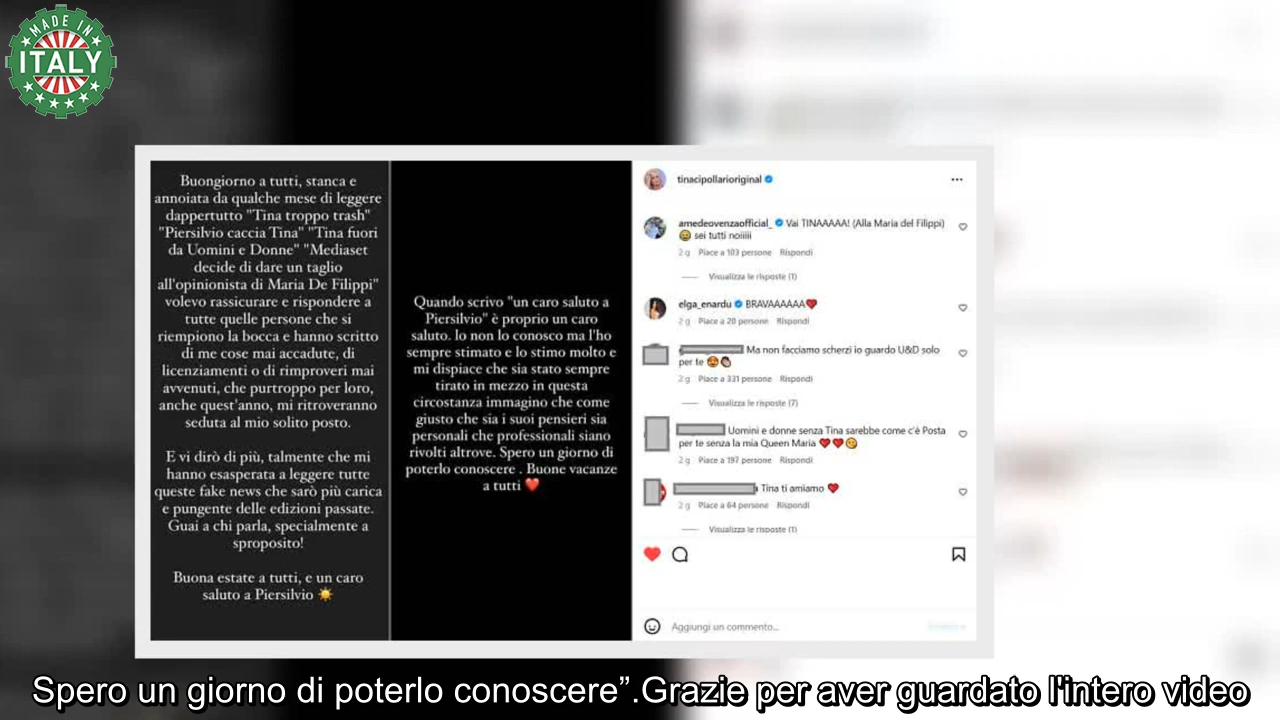 MADE IN
ITALY
Buongiorno a tutti, stanca e
annoiata da qualche mese di leggere
dappertutto "Tina troppo trash"
"Piersilvio caccia Tina" "Tina fuori
da Uomini e Donne" "Mediaset
decide di dare un taglio
all'opinionista di Maria De Filippi"
volevo rassicurare e rispondere a
tutte quelle persone che si
riempiono la bocca e hanno scritto
di me cose mai accadute, di
licenziamenti o di rimproveri mai
avvenuti, che purtroppo per loro,
anche quest'anno, mi ritroveranno
seduta al mio solito posto.
E vi dirò di più, talmente che mi
hanno esasperata a leggere tutte
queste fake news che sarò più carica
e pungente delle edizioni passate.
Guai a chi parla, specialmente a
sproposito!
Buona estate a tutti, e un caro
saluto a Piersilvio ☀️
Quando scrivo "un caro saluto a
Piersilvio" è proprio un caro
saluto. Io non lo conosco ma l'ho
sempre stimato e lo stimo molto e
mi dispiace che sia stato sempre
tirato in mezzo in questa
circostanza immagino che come
giusto che sia i suoi pensieri sia
personali che professionali siano
rivolti altrove. Spero un giorno di
poterlo conoscere . Buone vacanze
a tutti ❤️
tinacipollarioriginal
amedeovenzaofficial_ Vai TINAAAAA! (Alla Maria del Filippi)
😂 sei tutti noiiiii
2 g Piace a 103 persone Rispondi
Visualizza le risposte (1)
elga_enardu BRAVAAAAAA❤️
2 g Piace a 20 persone Rispondi
Ma non facciamo scherzi io guardo U&D solo
per te 😍👏
2 g Piace a 331 persone Rispondi
Visualizza le risposte (7)
Uomini e donne senza Tina sarebbe come c'è Posta
per te senza la mia Queen Maria ❤️❤️😘
2 g Piace a 197 persone Rispondi
Tina ti amiamo ❤️
2 g Piace a 64 persone Rispondi
Visualizza le risposte (1)
Aggiungi un commento...
Spero un giorno di poterlo conoscere”.Grazie per aver guardato l'intero video